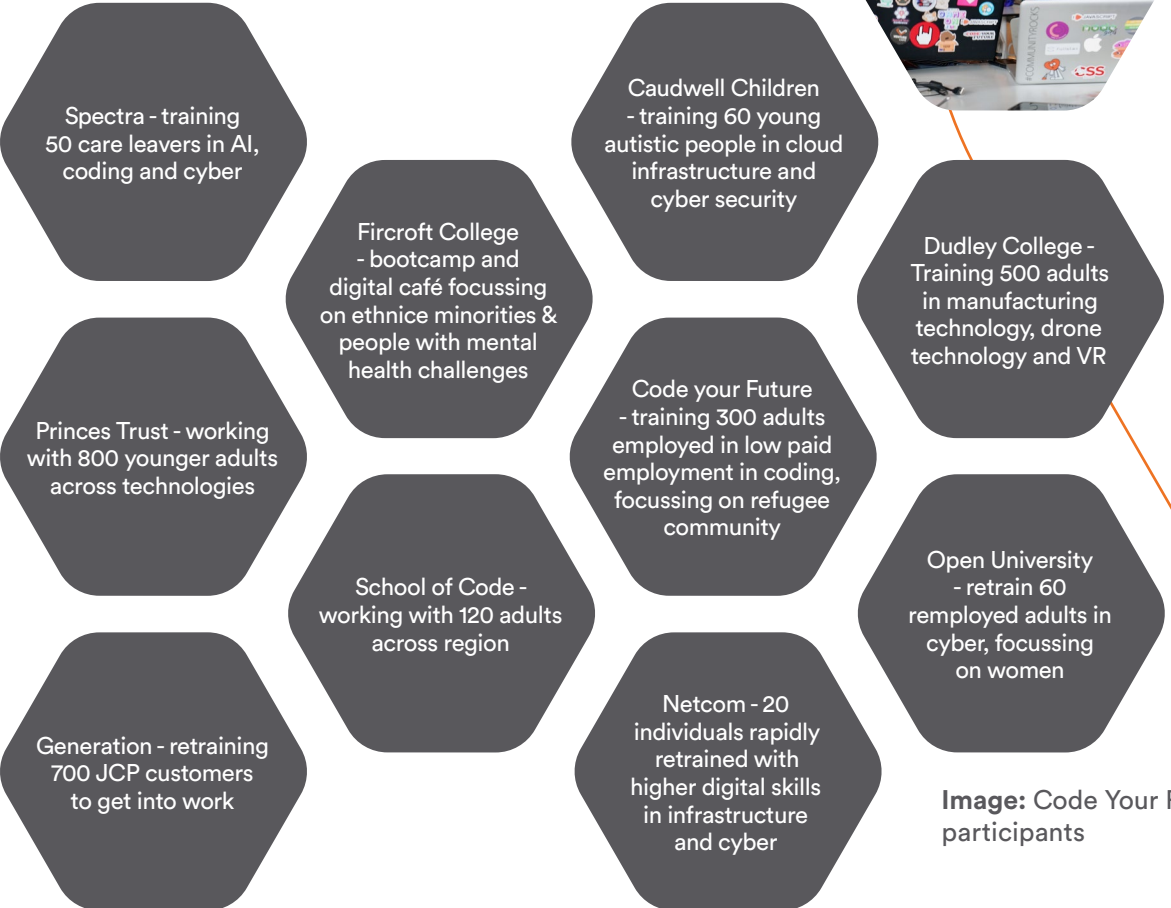 Spectra - training
50 care leavers in AI,
coding and cyber
Princes Trust - working
with 800 younger adults
across technologies
Generation - retraining
700 JCP customers
to get into work
Fircroft College
- bootcamp and
digital café focussing
on ethnice minorities &
people with mental
health challenges
School of Code -
working with 120 adults
across region
Caudwell Children
- training 60 young
autistic people in cloud
infrastructure and
cyber security
Code your Future
- training 300 adults
employed in low paid
employment in coding,
focussing on refugee
community
Netcom - 20
individuals rapidly
retrained with
higher digital skills
in infrastructure
and cyber
#COMMUNITYROCKS
CSS
Dudley College -
Training 500 adults
in manufacturing
technology, drone
technology and VR
Open University
- retrain 60
remployed adults in
cyber, focussing
on women
Image: Code Your
participants